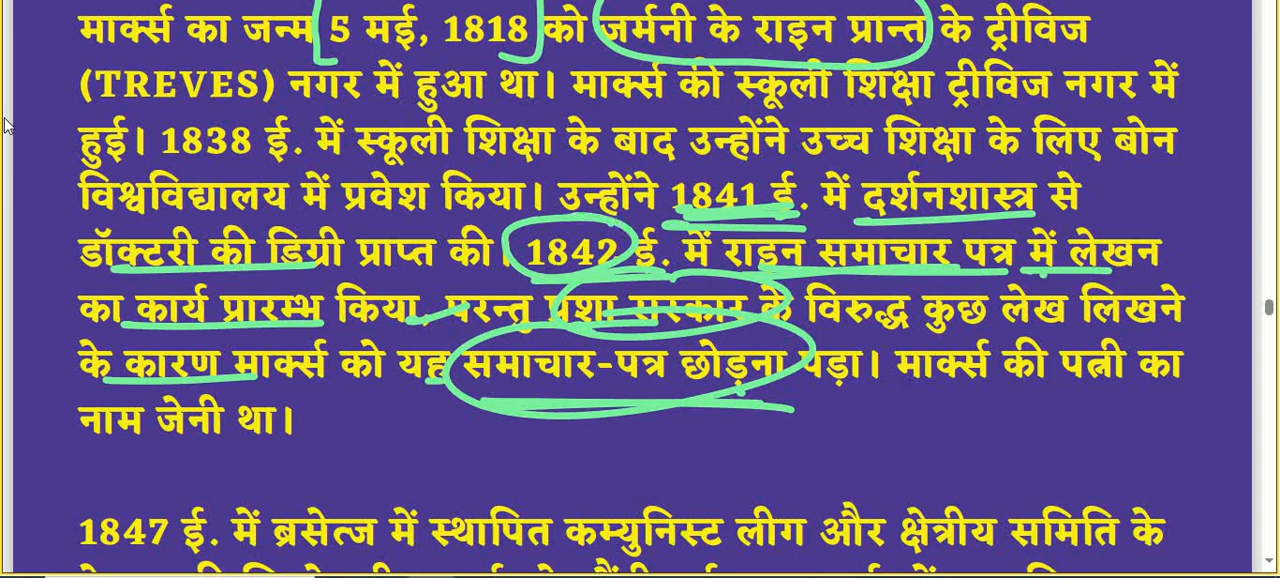 मार्क्स का जन्म 5 मई, 1818 को जर्मनी के राइन प्रान्त के ट्रीविज
(TREVES) नगर में हुआ था। मार्क्स की स्कूली शिक्षा ट्रीविज नगर में
हुई। 1838 ई. में स्कूली शिक्षा के बाद उन्होंने उच्च शिक्षा के लिए बोन
विश्वविद्यालय में प्रवेश किया। उन्होंने 1841 ई. में दर्शनशास्त्र से
डॉक्टरी की डिग्री प्राप्त की। 1842 ई. में राइन समाचार पत्र में लेखन
का कार्य प्रारम्भ किया, परन्तु प्रशा सरकार के विरुद्ध कुछ लेख लिखने
के कारण मार्क्स को यह समाचार-पत्र छोड़ना पड़ा। मार्क्स की पत्नी का
नाम जेनी था।
1847 ई. में ब्रसेत्ज में स्थापित कम्युनिस्ट लीग और क्षेत्रीय समिति के